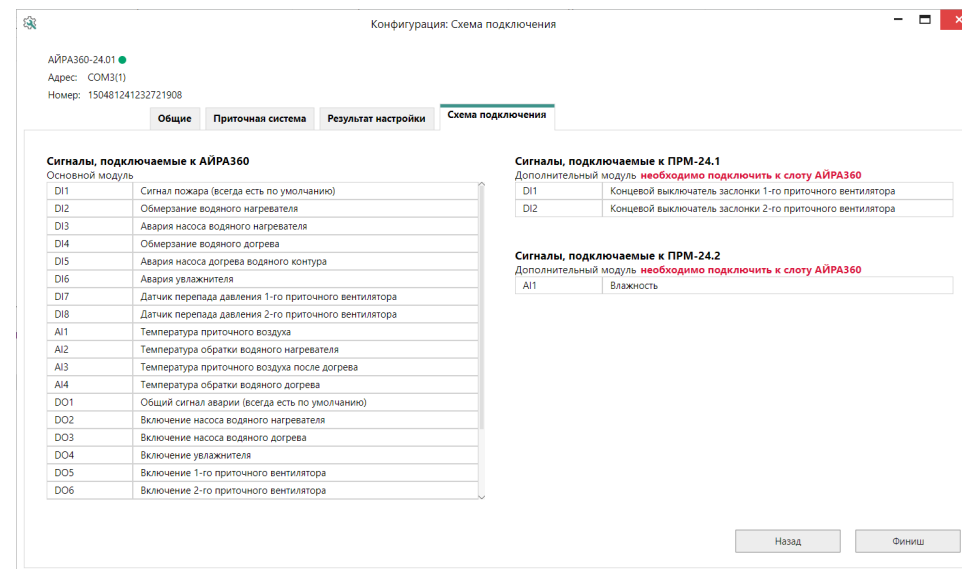 Конфигурация: Схема подключения
АЙРА360-24.01
Адрес: COM3(1)
Номер: 150481241232721908
Общие Приточная система Результат настройки Схема подключения
Сигналы, подключаемые к АЙРА360
Основной модуль
DI1 Сигнал пожара (всегда есть по умолчанию)
DI2 Обмерзание водяного нагревателя
DI3 Авария насоса водяного нагревателя
DI4 Обмерзание водяного догрева
DI5 Авария насоса догрева водяного контура
DI6 Авария увлажнителя
DI7 Датчик перепада давления 1-го приточного вентилятора
DI8 Датчик перепада давления 2-го приточного вентилятора
AI1 Температура приточного воздуха
AI2 Температура обратки водяного нагревателя
AI3 Температура приточного воздуха после догрева
AI4 Температура обратки водяного догрева
DO1 Общий сигнал аварии (всегда есть по умолчанию)
DO2 Включение насоса водяного нагревателя
DO3 Включение насоса водяного догрева
DO4 Включение увлажнителя
DO5 Включение 1-го приточного вентилятора
DO6 Включение 2-го приточного вентилятора
Сигналы, подключаемые к ПРМ-24.1
Дополнительный модуль необходимо подключить к слоту АЙРА360
DI1 Концевой выключатель заслонки 1-го приточного вентилятора
DI2 Концевой выключатель заслонки 2-го приточного вентилятора
Сигналы, подключаемые к ПРМ-24.2
Дополнительный модуль необходимо подключить к слоту АЙРА360
AI1 Влажность
Назад Финиш